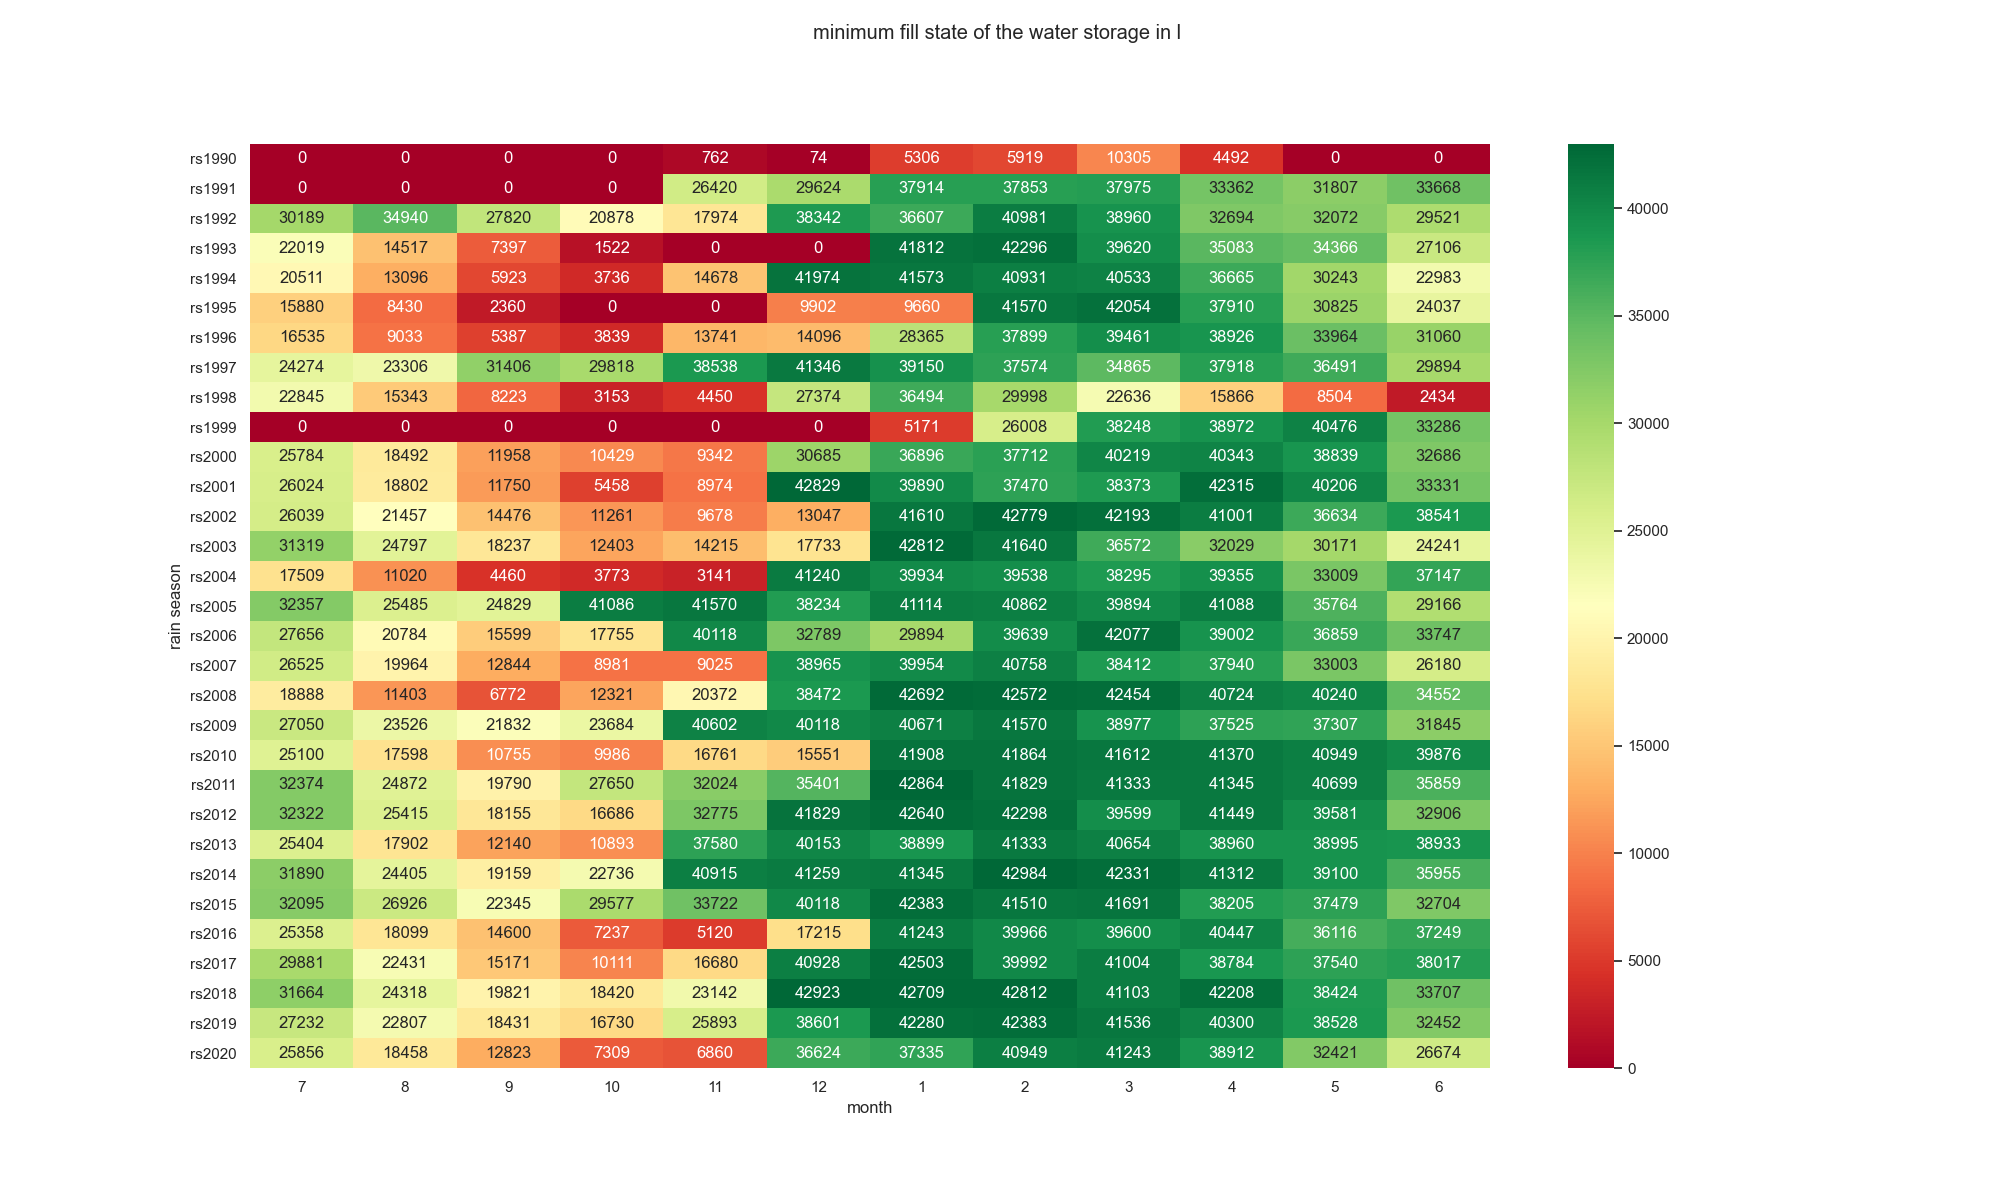 minimum fill state of the water storage in l
rs1990 0 0 0 0 762 74 5306 5919 10305 4492 0 0
rs1991 0 0 0 0 26420 29624 37914 37853 37975 33362 31807 33668
rs1992 30189 34940 27820 20878 17974 38342 36607 40981 38960 32694 32072 29521
rs1993 22019 14517 7397 1522 0 0 41812 42296 39620 35083 34366 27106
rs1994 20511 13096 5923 3736 14678 41974 41573 40931 40533 36665 30243 22983
rs1995 15880 8430 2360 0 0 9902 9660 41570 42054 37910 30825 24037
rs1996 16535 9033 5387 3839 13741 14096 28365 37899 39461 38926 33964 31060
rs1997 24274 23306 31406 29818 38538 41346 39150 37574 34865 37918 36491 29894
rs1998 22845 15343 8223 3153 4450 27374 36494 29998 22636 15866 8504 2434
rs1999 0 0 0 0 0 0 5171 26008 38248 38972 40476 33286
rs2000 25784 18492 11958 10429 9342 30685 36896 37712 40219 40343 38839 32686
rs2001 26024 18802 11750 5458 8974 42829 39890 37470 38373 42315 40206 33331
rs2002 26039 21457 14476 11261 9678 13047 41610 42779 42193 41001 36634 38541
rs2003 31319 24797 18237 12403 14215 17733 42812 41640 36572 32029 30171 24241
rs2004 17509 11020 4460 3773 3141 41240 39934 39538 38295 39355 33009 37147
rs2005 32357 25485 24829 41086 41570 38234 41114 40862 39894 41088 35764 29166
rs2006 27656 20784 15599 17755 40118 32789 29894 39639 42077 39002 36859 33747
rs2007 26525 19964 12844 8981 9025 38965 39954 40758 38412 37940 33003 26180
rs2008 18888 11403 6772 12321 20372 38472 42692 42572 42454 40724 40240 34552
rs2009 27050 23526 21832 23684 40602 40118 40671 41570 38977 37525 37307 31845
rs2010 25100 17598 10755 9986 16761 15551 41908 41864 41612 41370 40949 39876
rs2011 32374 24872 19790 27650 32024 35401 42864 41829 41333 41345 40699 35859
rs2012 32322 25415 18155 16686 32775 41829 42640 42298 39599 41449 39581 32906
rs2013 25404 17902 12140 10893 37580 40153 38899 41333 40654 38960 38995 38933
rs2014 31890 24405 19159 22736 40915 41259 41345 42984 42331 41312 39100 35955
rs2015 32095 26926 22345 29577 33722 40118 42383 41510 41691 38205 37479 32704
rs2016 25358 18099 14600 7237 5120 17215 41243 39966 39600 40447 36116 37249
rs2017 29881 22431 15171 10111 16680 40928 42503 39992 41004 38784 37540 38017
rs2018 31664 24318 19821 18420 23142 42923 42709 42812 41103 42208 38424 33707
rs2019 27232 22807 18431 16730 25893 38601 42280 42383 41536 40300 38528 32452
rs2020 25856 18458 12823 7309 6860 36624 37335 40949 41243 38912 32421 26674
7 8 9 10 11 12 1 2 3 4 5 6
month
rain season
40000
35000
30000
25000
20000
15000
10000
5000
0